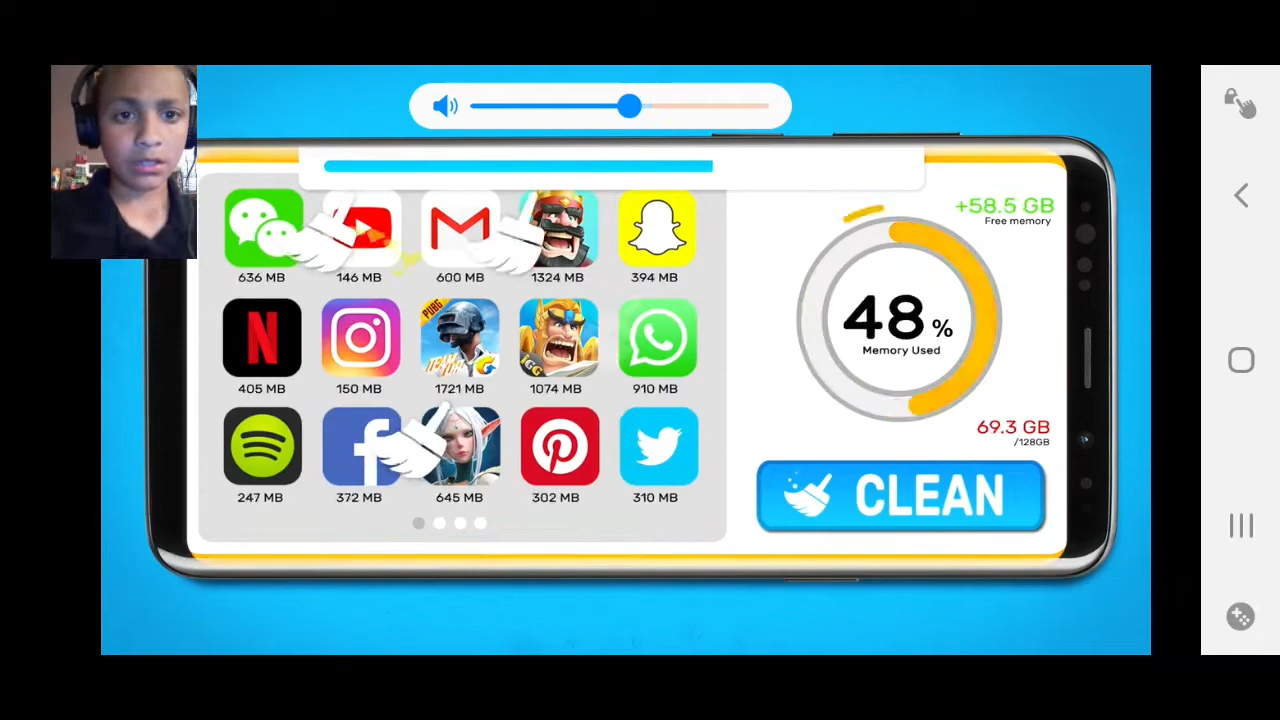 +58.5 GB
Free memory
636 MB
146 MB
600 MB
1324 MB
394 MB
48 %
Memory Used
N
PUBG
IGG
405 MB
150 MB
1721 MB
1074 MB
910 MB
69.3 GB
/128GB
247 MB
372 MB
645 MB
302 MB
310 MB
CLEAN